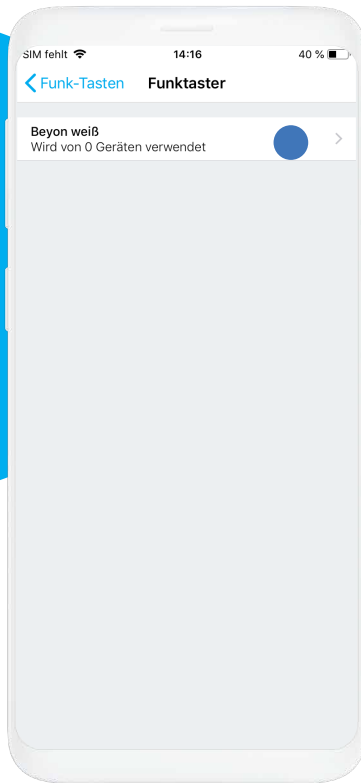 SIM fehlt 14:16 40 %
Funk-Tasten Funktaster
Beyon weiß
Wird von 0 Geräten verwendet